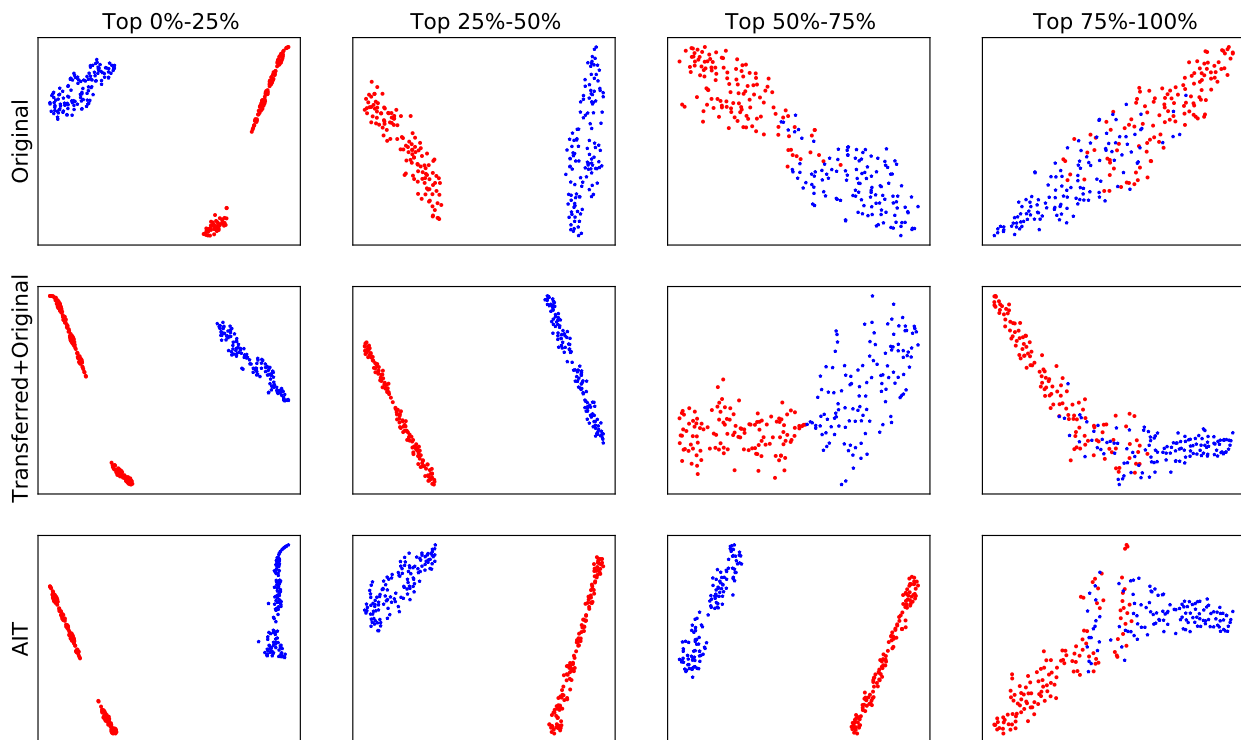 Top 0%-25%
Top 25%-50%
Top 50%-75%
Top 75%-100%
Original
Transferred+Original
AIT